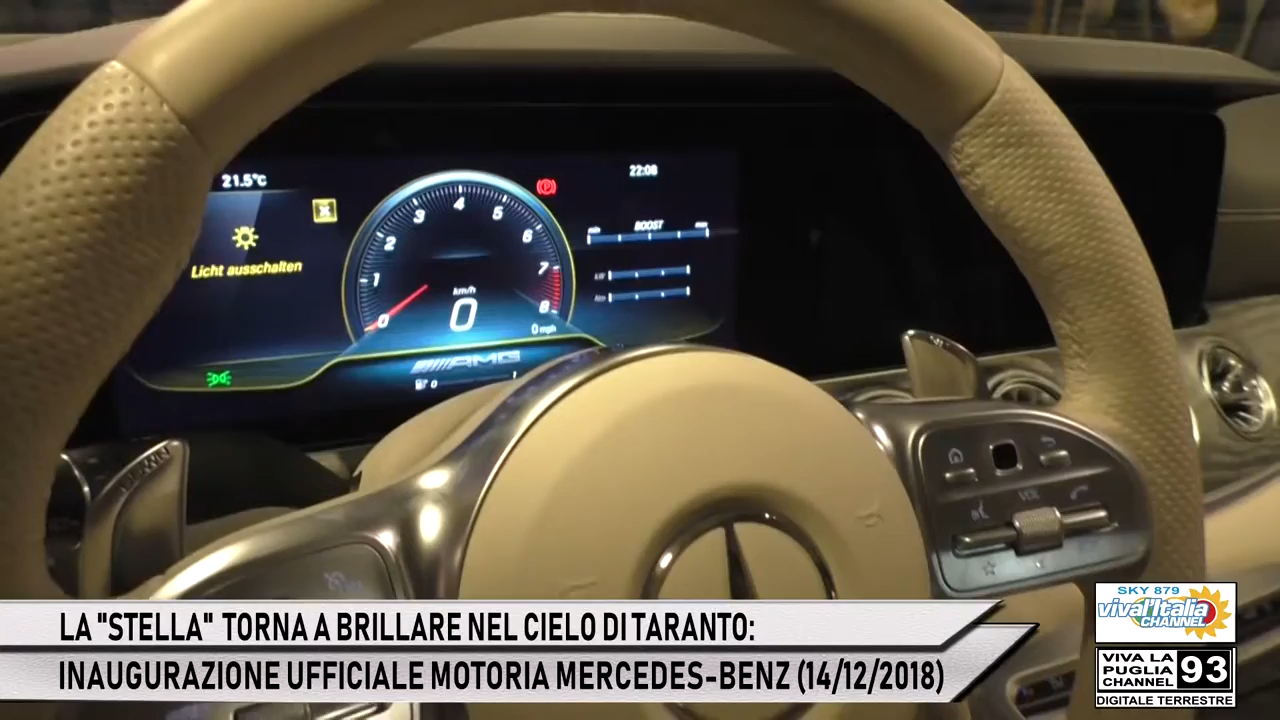 21.5°C
22:08
Licht ausschalten
BOOST
0 1 2 3 4 5 6 7 8
km/h
0
0 mph
AMG
DOWN
VOL
SKY 879
viva l'Italia
CHANNEL
LA "STELLA" TORNA A BRILLARE NEL CIELO DI TARANTO:
INAUGURAZIONE UFFICIALE MOTORIA MERCEDES-BENZ (14/12/2018)
VIVA LA
PUGLIA
CHANNEL
93
DIGITALE TERRESTRE